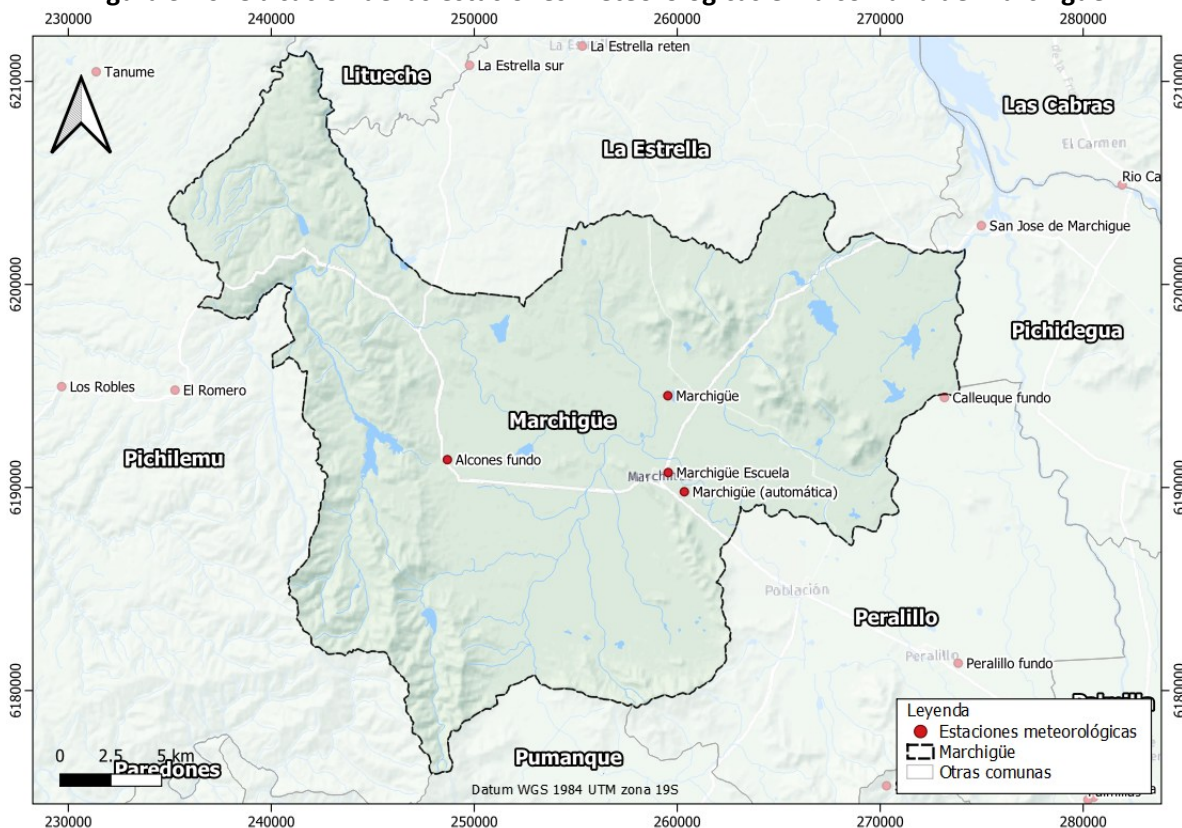 230000 240000 250000 260000 270000 280000
La Estrella reten
La Estrella sur
Tanume
Litueche
6210000
6210000
Las Cabras
La Estrella
El Carmen
Rio Ca
San Jose de Marchigue
6200000
6200000
Pichidegua
Los Robles
El Romero
Marchigüe
Calleuque fundo
Marchigüe
Pichilemu
Alcones fundo
Marchigüe Escuela
Marchigüe (automática)
6190000
6190000
Población
Peralillo
Peralillo
Peralillo fundo
6180000
6180000
Leyenda
Estaciones meteorológicas
Marchigüe
Otras comunas
0 2.5 5 km
Paredones
Pumanque
Datum WGS 1984 UTM zona 19S
230000 240000 250000 260000 270000 280000